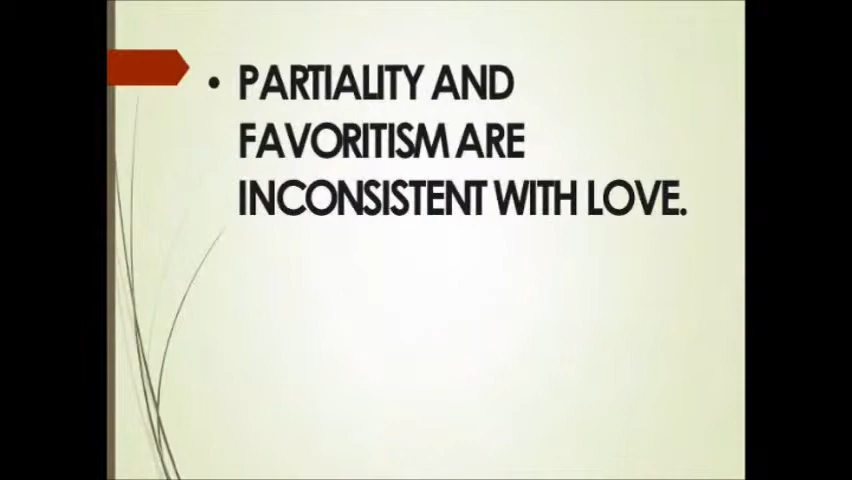 • PARTIALITY AND
FAVORITISM ARE
INCONSISTENT WITH LOVE.